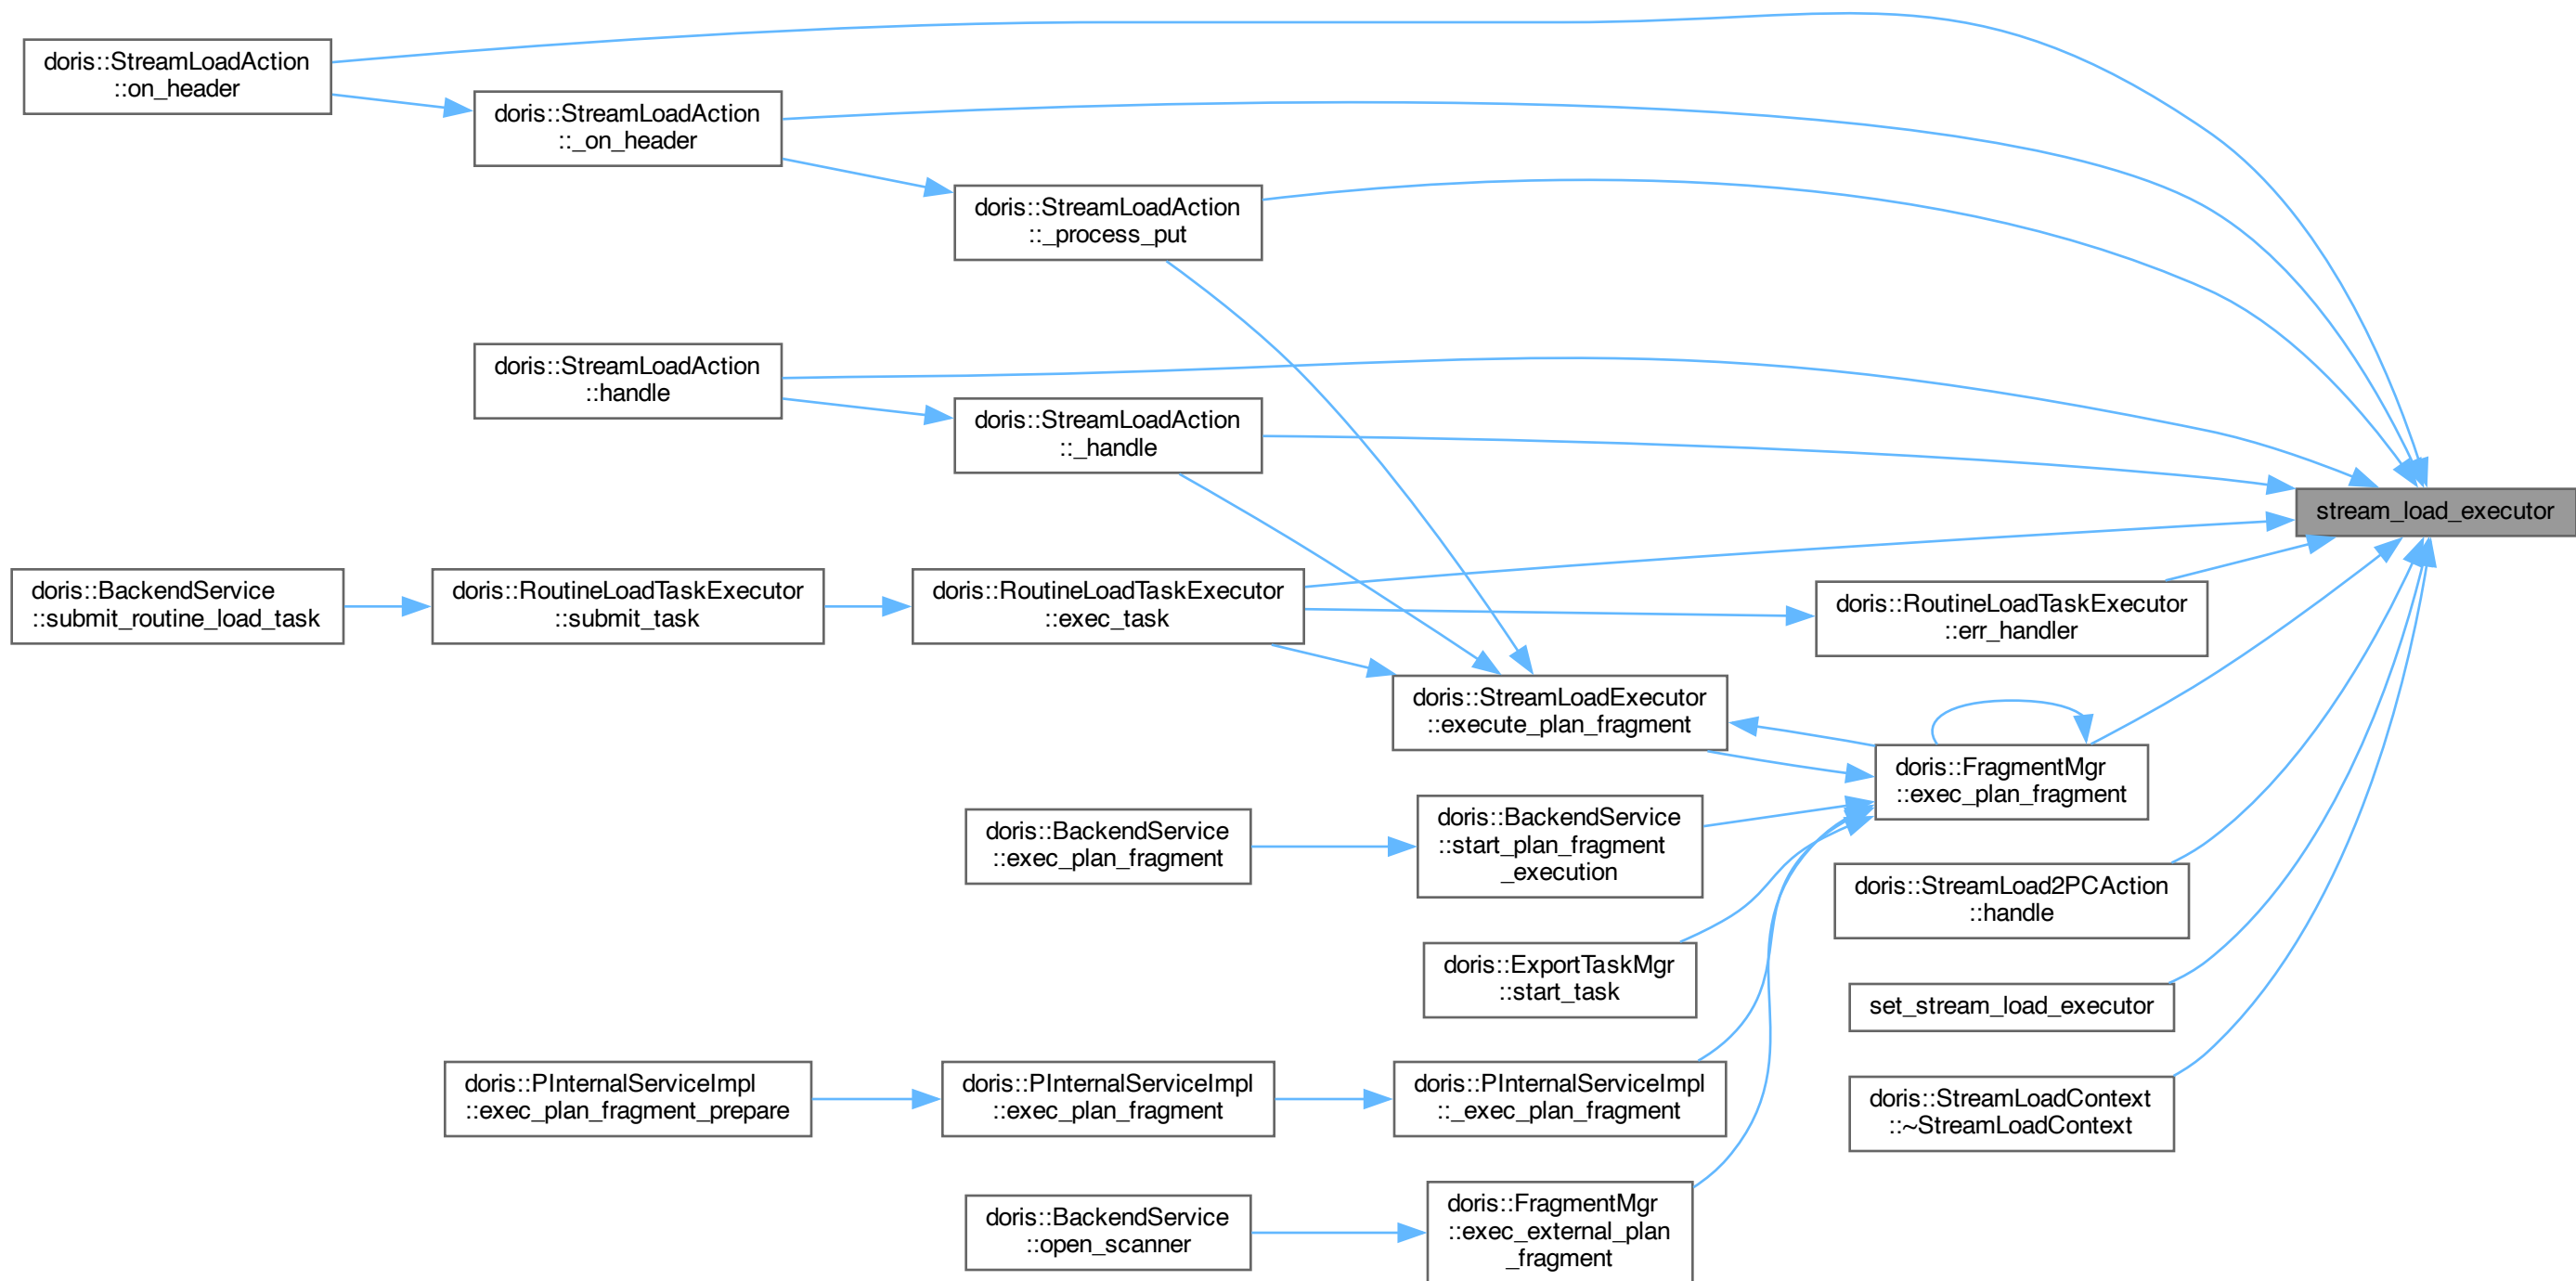 doris::StreamLoadAction
::on_header
doris::StreamLoadAction
::_on_header
doris::StreamLoadAction
::_process_put
doris::StreamLoadAction
::handle
doris::StreamLoadAction
::_handle
stream_load_executor
doris::BackendService
::submit_routine_load_task
doris::RoutineLoadTaskExecutor
::submit_task
doris::RoutineLoadTaskExecutor
::exec_task
doris::RoutineLoadTaskExecutor
::err_handler
doris::StreamLoadExecutor
::execute_plan_fragment
doris::FragmentMgr
::exec_plan_fragment
doris::BackendService
::exec_plan_fragment
doris::BackendService
::start_plan_fragment
_execution
doris::StreamLoad2PCAction
::handle
doris::ExportTaskMgr
::start_task
set_stream_load_executor
doris::PInternalServiceImpl
::exec_plan_fragment_prepare
doris::PInternalServiceImpl
::exec_plan_fragment
doris::PInternalServiceImpl
::_exec_plan_fragment
doris::StreamLoadContext
::~StreamLoadContext
doris::BackendService
::open_scanner
doris::FragmentMgr
::exec_external_plan
_fragment